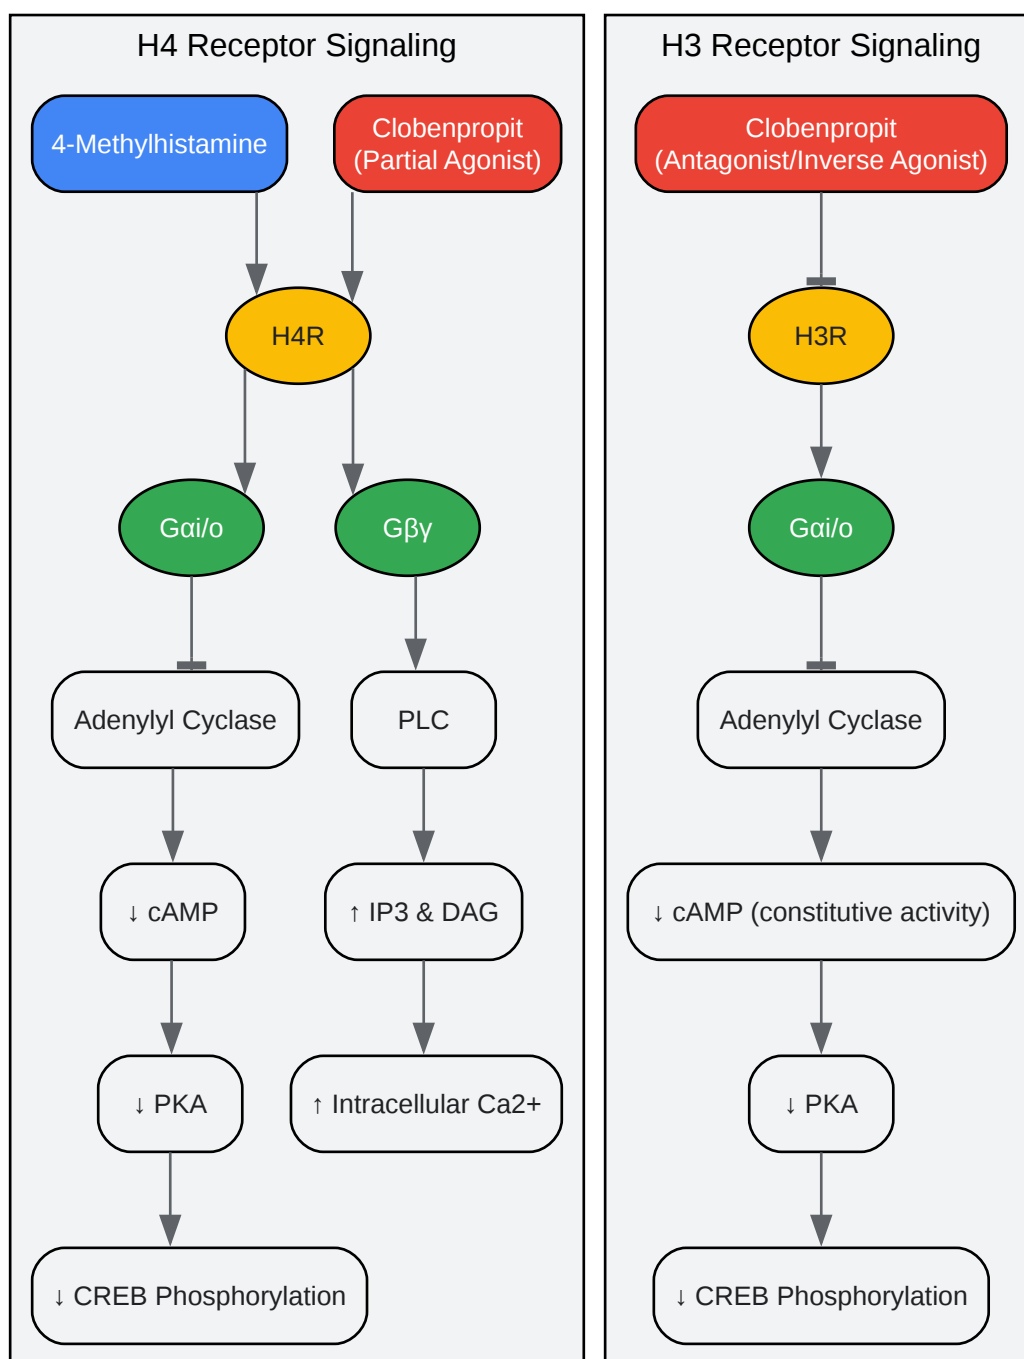 H4 Receptor Signaling
4-Methylhistamine
Clobenpropit
(Partial Agonist)
H4R
Gαi/o
Gβγ
Adenylyl Cyclase
PLC
↓ cAMP
↑ IP3 & DAG
↓ PKA
↑ Intracellular Ca2+
↓ CREB Phosphorylation
H3 Receptor Signaling
Clobenpropit
(Antagonist/Inverse Agonist)
H3R
Gαi/o
Adenylyl Cyclase
↓ cAMP (constitutive activity)
↓ PKA
↓ CREB Phosphorylation